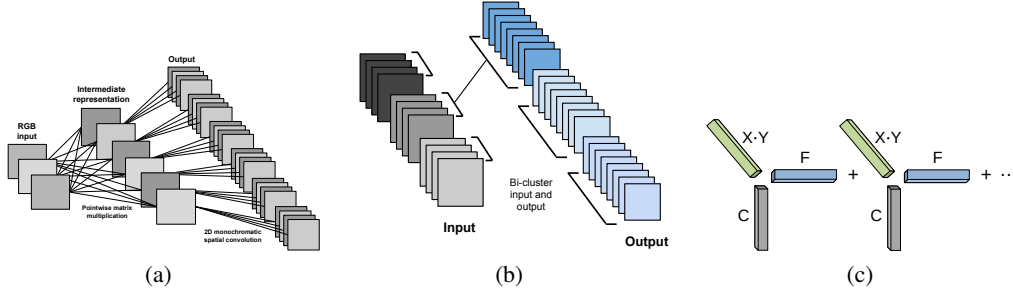 RGB
input
Intermediate
representation
Output
Pointwise matrix
multiplication
2D monochromatic
spatial convolution
(a)
Input
Bi-cluster
input and
output
Output
(b)
X·Y
F
+
C
X·Y
F
+ ...
C
(c)